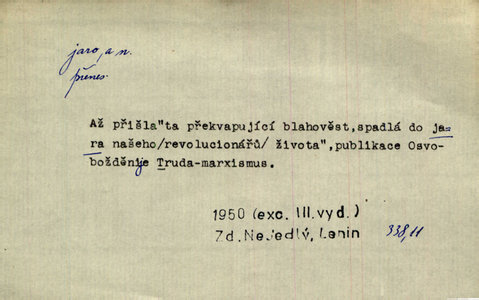 jaro, a n.
přenes.
Až přišla"ta překvapující blahověst,spadlá do ja=
ra našeho/revolucionářů/ života",publikace Osvo-
božděnije Truda-marxismus.
1950 (exc. III.vyd.)
Zd.Nejedlý, Lenin 338,11